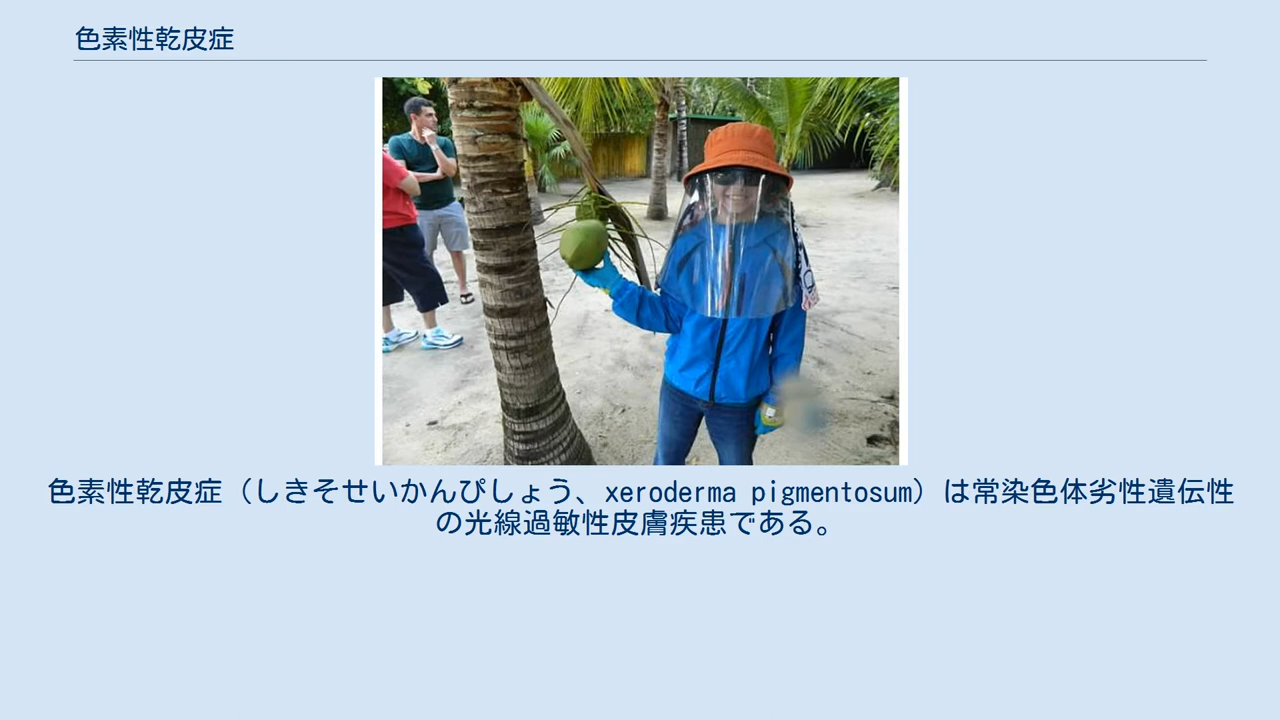 色素性乾皮症
色素性乾皮症（しきそせいかんぴしょう、xeroderma pigmentosum）は常染色体劣性遺伝性
の光線過敏性皮膚疾患である。